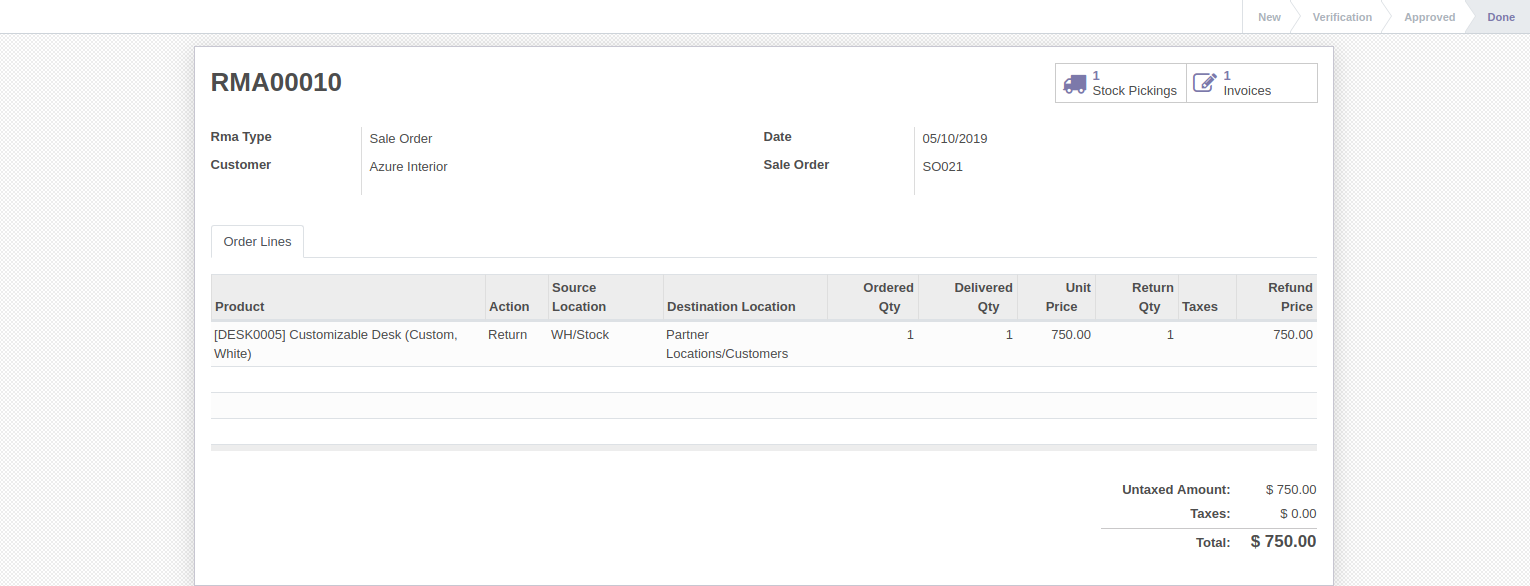 New Verification Approved Done
RMA00010
1
Stock Pickings
1
Invoices
Rma Type Sale Order Date 05/10/2019
Customer Azure Interior Sale Order SO021
Order Lines
Source Ordered Delivered Unit Return Refund
Product Action Location Destination Location Qty Qty Price Qty Taxes Price
[DESK0005] Customizable Desk (Custom, Return WH/Stock Partner 1 1 750.00 1 750.00
White) Locations/Customers
Untaxed Amount: $ 750.00
Taxes: $ 0.00
Total: $ 750.00